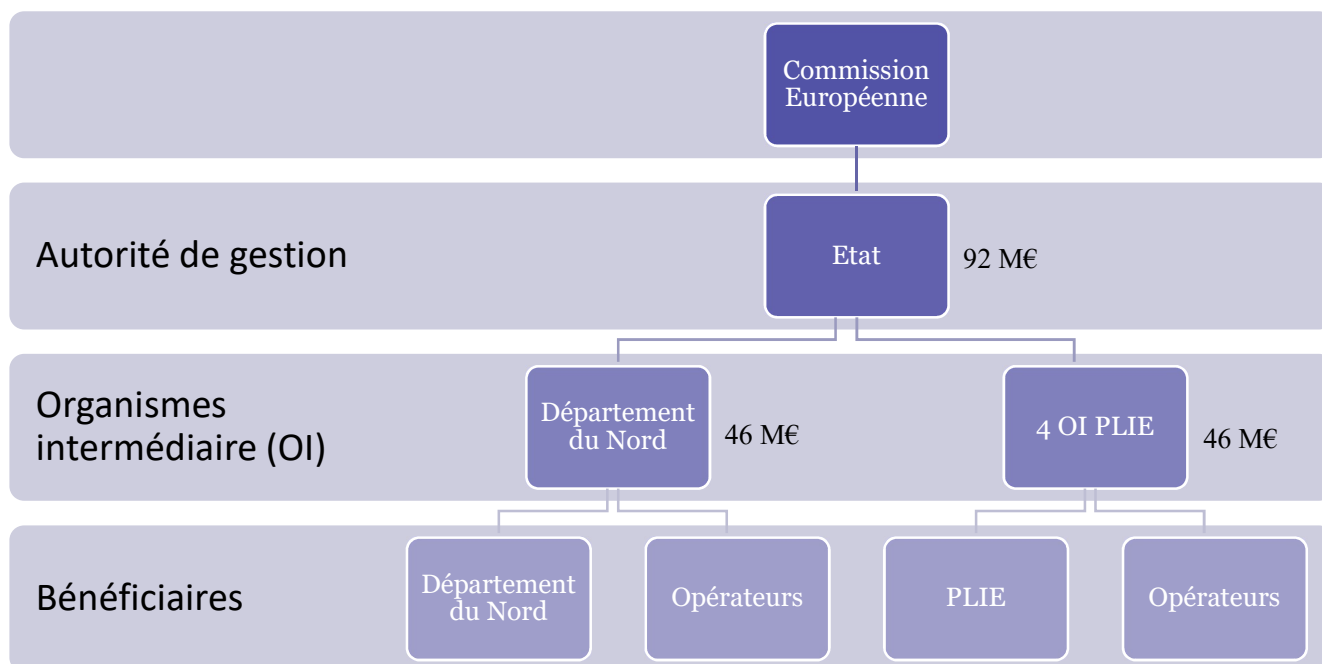 Commission
Européenne
Autorité de gestion
Etat
92 M€
Organismes
intermédiaire (OI)
Département
du Nord
46 M€
4 OI PLIE
46 M€
Bénéficiaires
Département
du Nord
Opérateurs
PLIE
Opérateurs